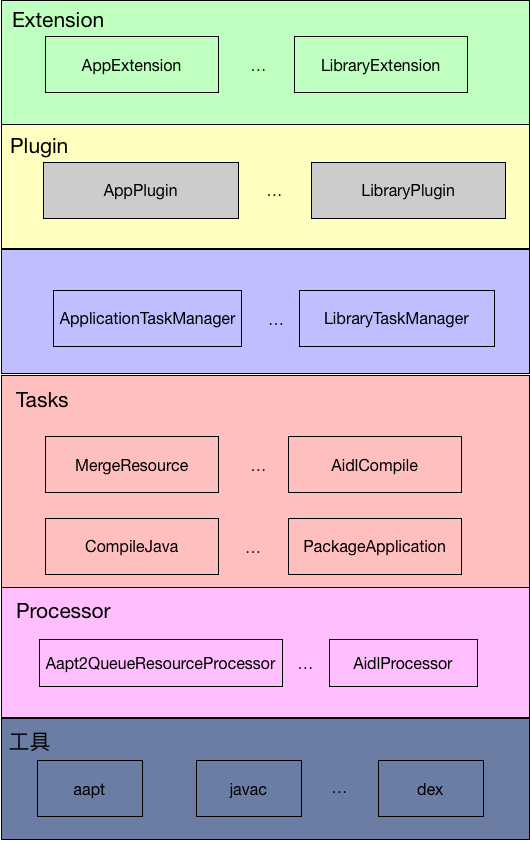 Extension
AppExtension ... LibraryExtension
Plugin
AppPlugin ... LibraryPlugin
ApplicationTaskManager ... LibraryTaskManager
Tasks
MergeResource ... AidlCompile
CompileJava ... PackageApplication
Processor
Aapt2QueueResourceProcessor ... AidlProcessor
工具
aapt javac ... dex